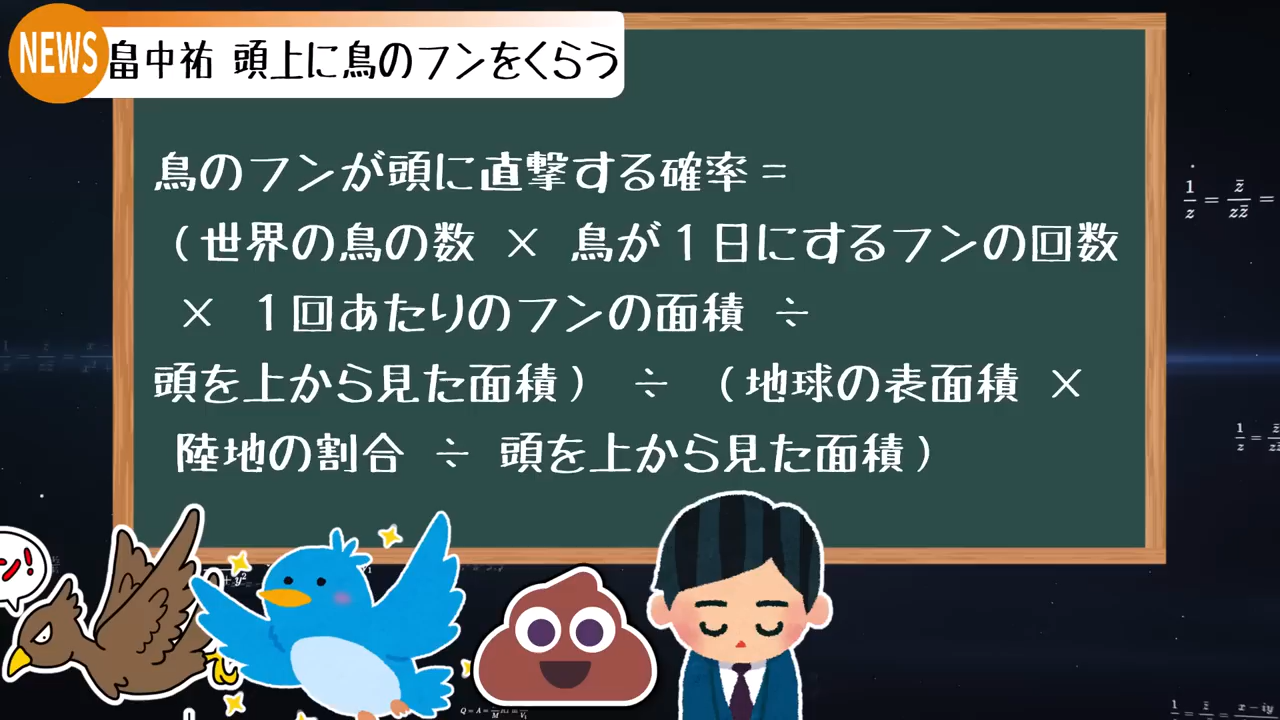 NEWS
畠中祐 頭上に鳥のフンをくらう
鳥のフンが頭に直撃する確率＝
（世界の鳥の数 × 鳥が１日にするフンの回数
× １回あたりのフンの面積 ÷
頭を上から見た面積） ÷ （地球の表面積 ×
陸地の割合 ÷ 頭を上から見た面積）
ン!